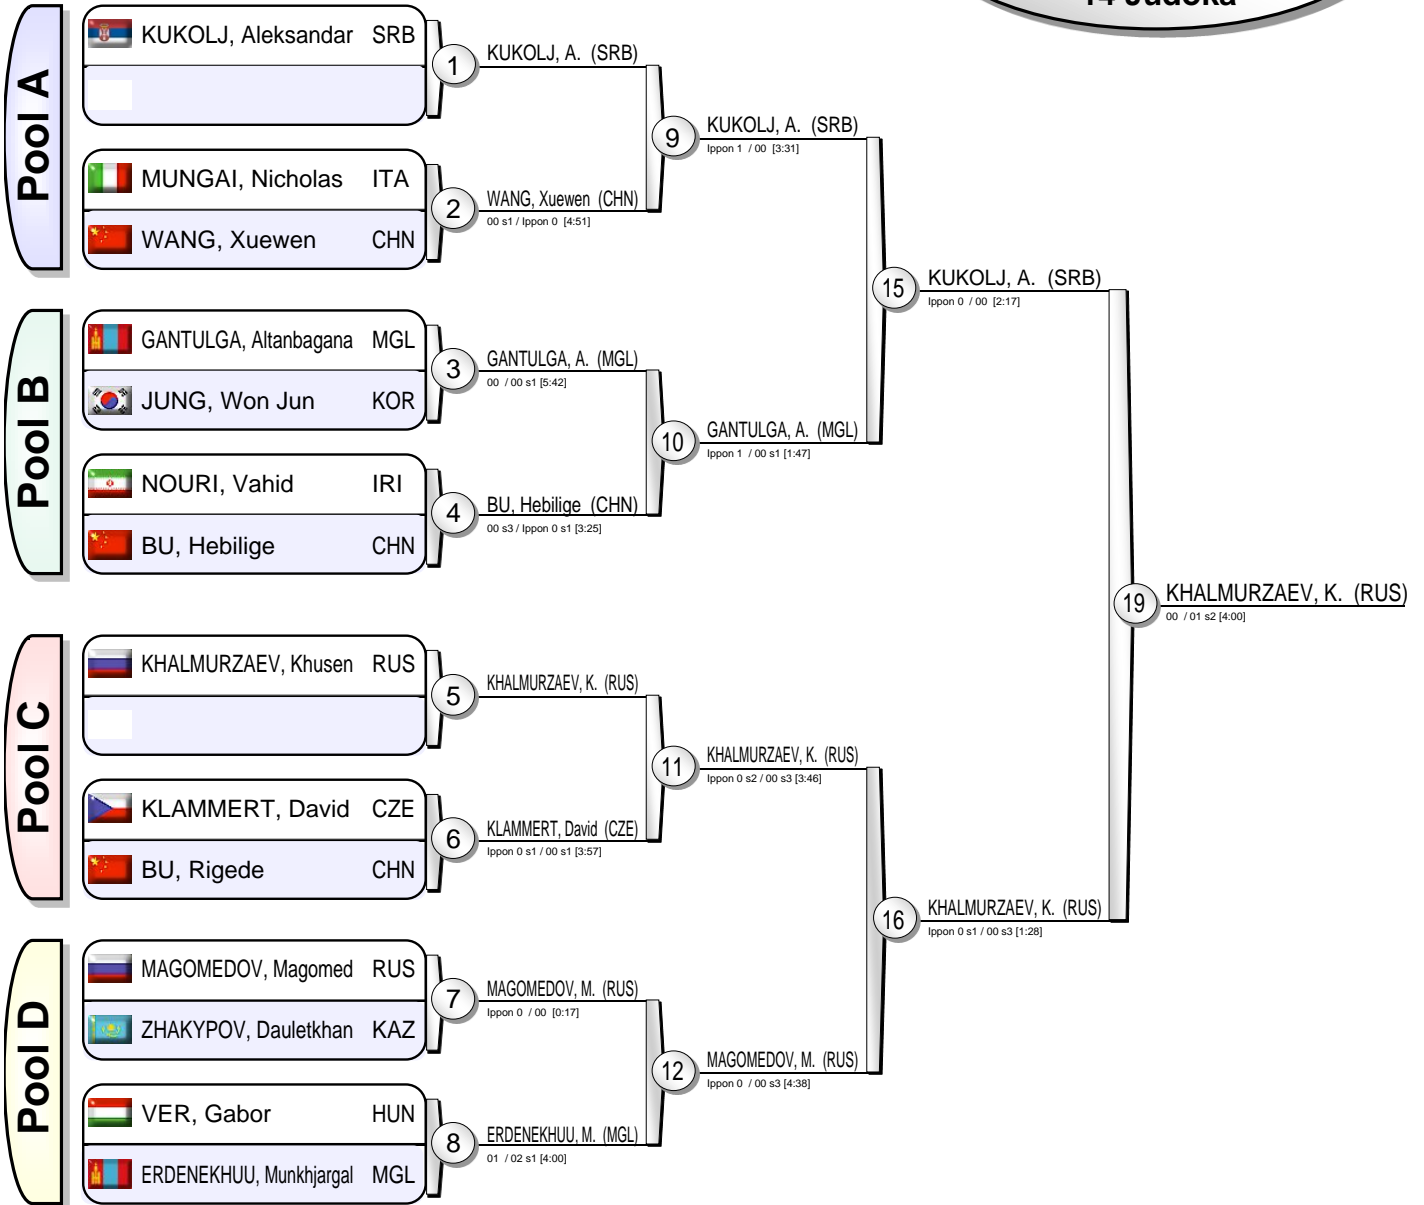 14 Judoka
Pool A
KUKOLJ, Aleksandar SRB
MUNGAI, Nicholas ITA
WANG, Xuewen CHN
Pool B
GANTULGA, Altanbagana MGL
JUNG, Won Jun KOR
NOURI, Vahid IRI
BU, Hebilige CHN
Pool C
KHALMURZAEV, Khusen RUS
KLAMMERT, David CZE
BU, Rigede CHN
Pool D
MAGOMEDOV, Magomed RUS
ZHAKYPOV, Dauletkhan KAZ
VER, Gabor HUN
ERDENEKHUU, Munkhjargal MGL
1
KUKOLJ, A. (SRB)
2
WANG, Xuewen (CHN)
00 s1 / Ippon 0 [4:51]
3
GANTULGA, A. (MGL)
00 / 00 s1 [5:42]
4
BU, Hebilige (CHN)
00 s3 / Ippon 0 s1 [3:25]
5
KHALMURZAEV, K. (RUS)
6
KLAMMERT, David (CZE)
Ippon 0 s1 / 00 s1 [3:57]
7
MAGOMEDOV, M. (RUS)
Ippon 0 / 00 [0:17]
8
ERDENEKHUU, M. (MGL)
01 / 02 s1 [4:00]
9
KUKOLJ, A. (SRB)
Ippon 1 / 00 [3:31]
10
GANTULGA, A. (MGL)
Ippon 1 / 00 s1 [1:47]
11
KHALMURZAEV, K. (RUS)
Ippon 0 s2 / 00 s3 [3:46]
12
MAGOMEDOV, M. (RUS)
Ippon 0 / 00 s3 [4:38]
15
KUKOLJ, A. (SRB)
Ippon 0 / 00 [2:17]
16
KHALMURZAEV, K. (RUS)
Ippon 0 s1 / 00 s3 [1:28]
19
KHALMURZAEV, K. (RUS)
00 / 01 s2 [4:00]